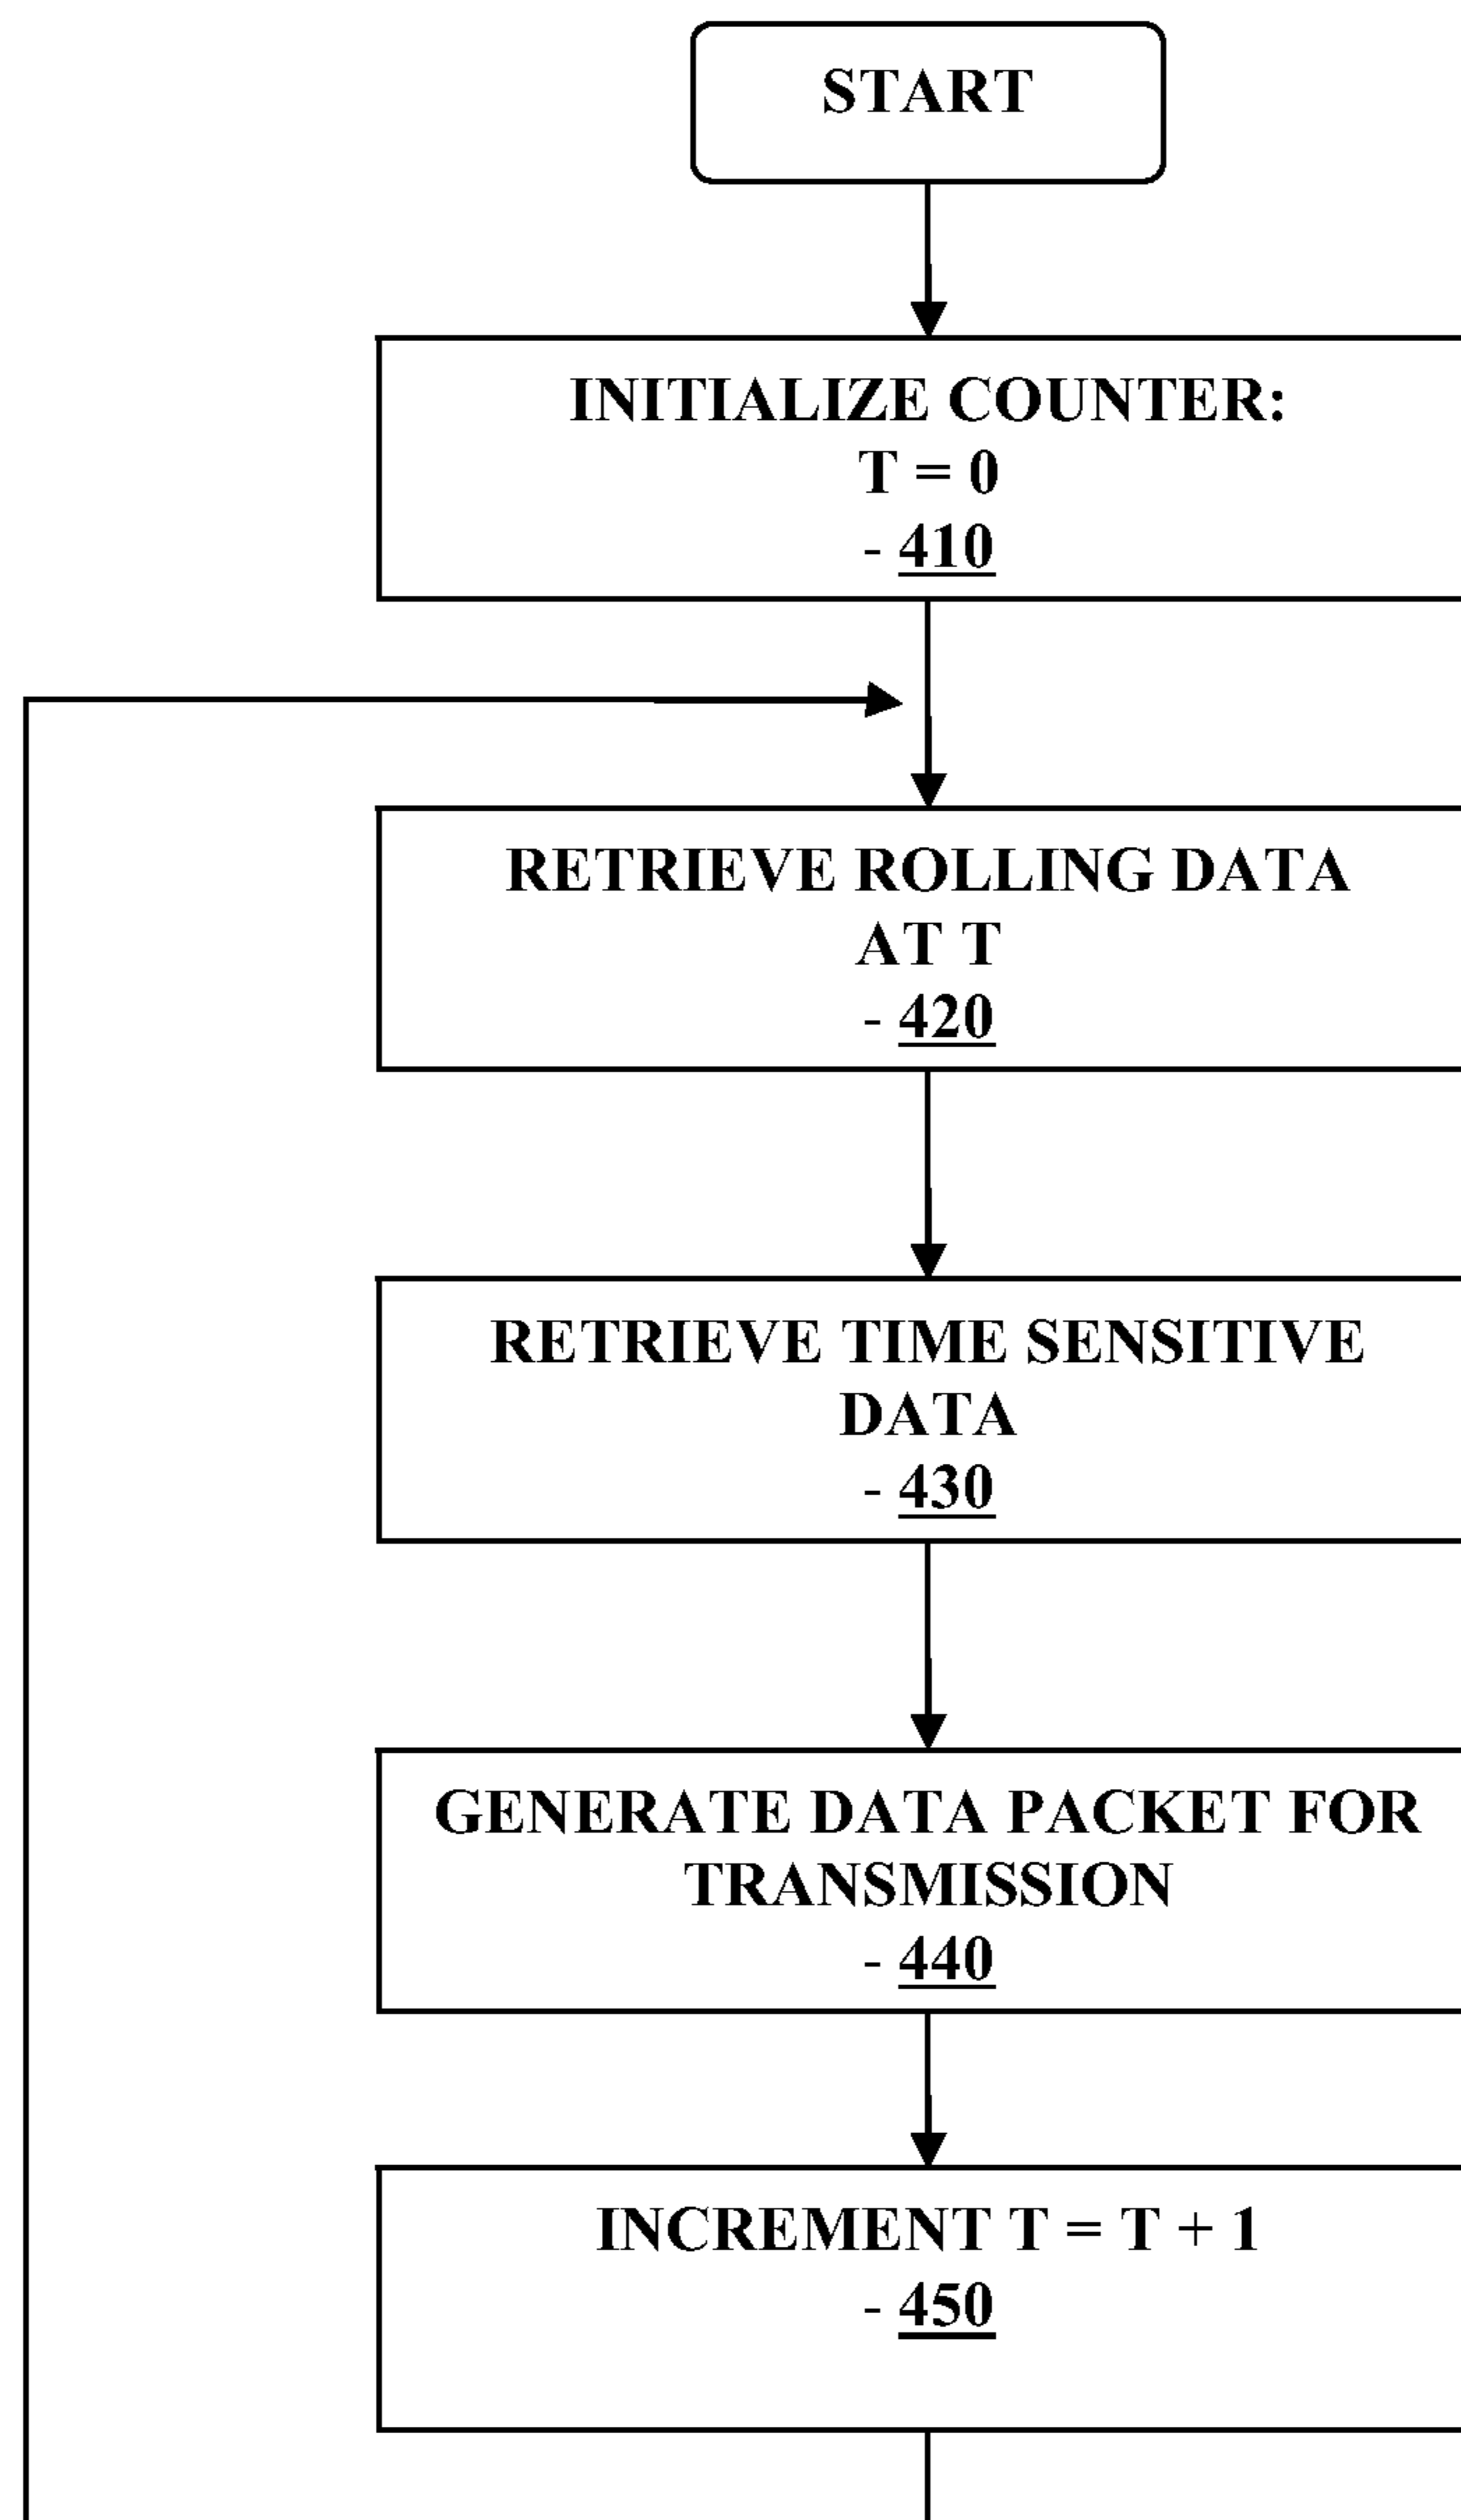 START
INITIALIZE COUNTER:
T = 0
- 410
RETRIEVE ROLLING DATA
AT T
- 420
RETRIEVE TIME SENSITIVE
DATA
- 430
GENERATE DATA PACKET FOR
TRANSMISSION
- 440
INCREMENT T = T + 1
- 450